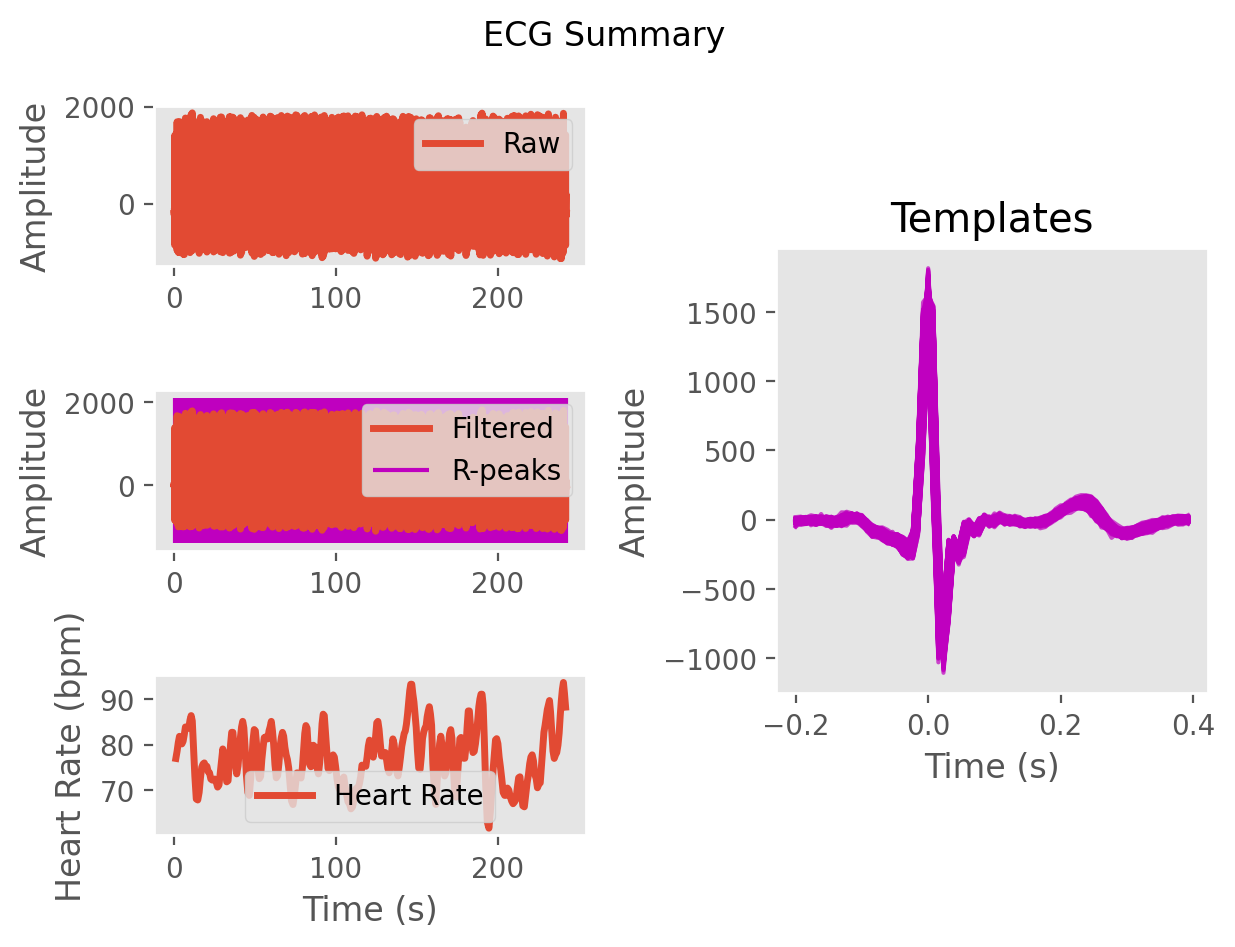 ECG Summary
Amplitude
2000
0
Raw
0
100
200
Amplitude
2000
0
Filtered
R-peaks
0
100
200
Heart Rate (bpm)
90
80
70
Heart Rate
0
100
200
Time (s)
Templates
Amplitude
1500
1000
500
0
−500
−1000
−0.2
0.0
0.2
0.4
Time (s)